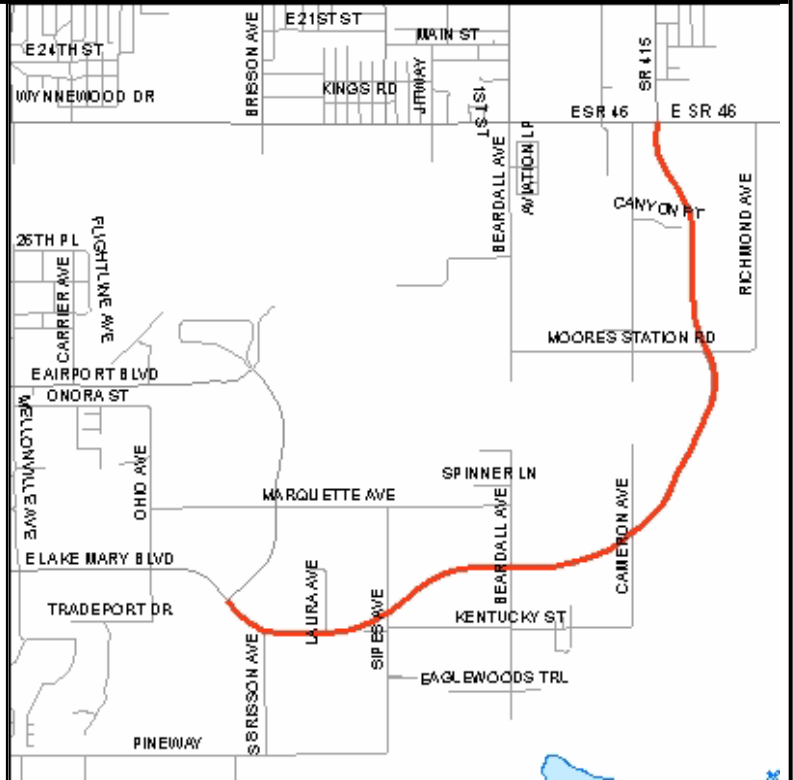 E 21ST ST
BRISSON AVE
MAIN ST
SR 415
E 24TH ST
KINGS RD
JITWAY
1ST ST
WYNNEWOOD DR
E SR 46
E SR 46
BEARDALL AVE
AVIATION LP
CANYON PT
RICHMOND AVE
26TH PL
FLIGHTLINE AVE
CARRIER AVE
MOORES STATION RD
E AIRPORT BLVD
ONORA ST
MELLONVILLE AVE
OHIO AVE
SPINNER LN
MARQUETTE AVE
BEARDALL AVE
CAMERON AVE
E LAKE MARY BLVD
LAURA AVE
TRADEPORT DR
SIPES AVE
KENTUCKY ST
S BRISSON AVE
EAGLEWOODS TRL
PINEWAY